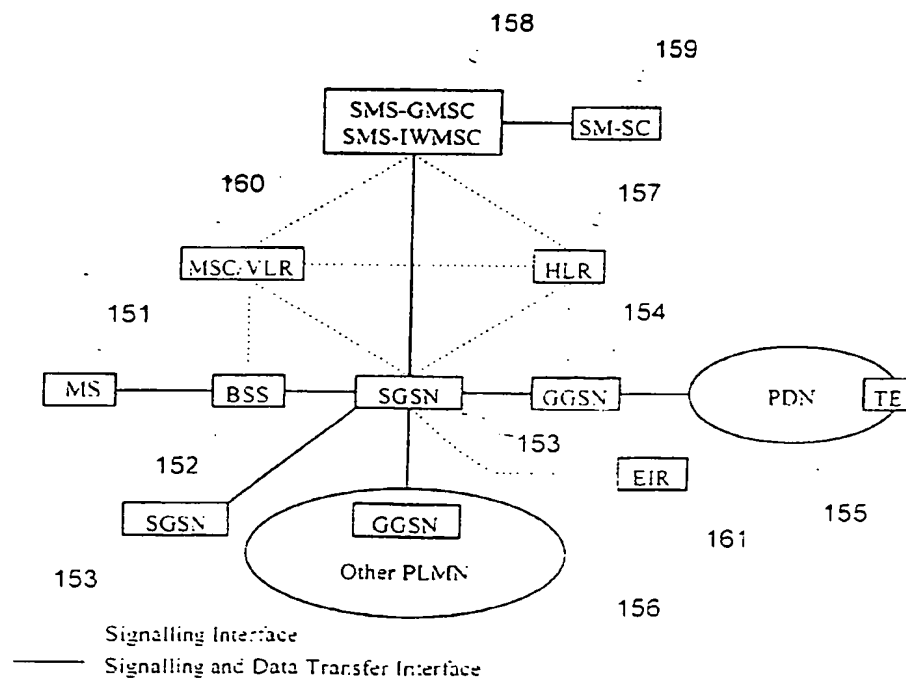 158
159
SMS-GMSC
SMS-IWMSC
SM-SC
160
157
MSC/VLR
HLR
151
154
MS
BSS
SGSN
GGSN
PDN
TE
153
152
EIR
SGSN
GGSN
155
161
Other PLMN
153
156
Signalling Interface
Signalling and Data Transfer Interface